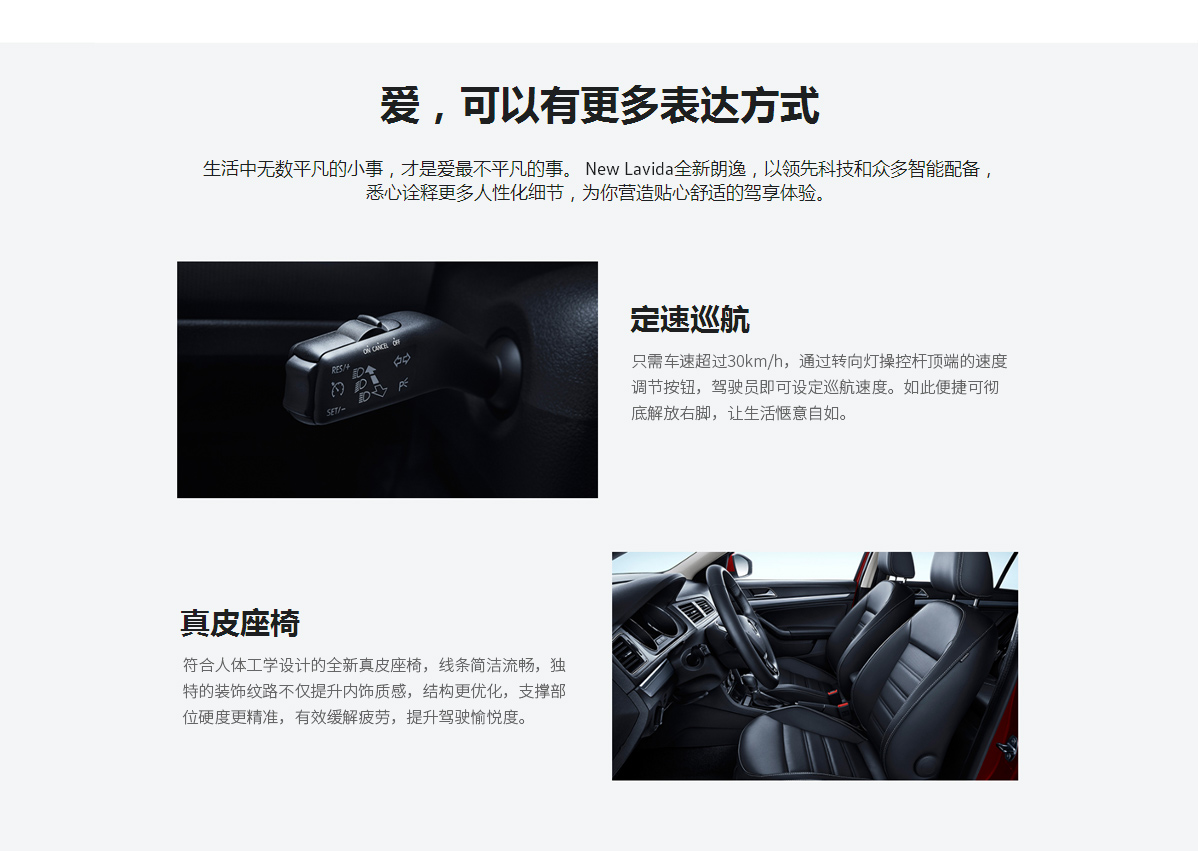 爱，可以有更多表达方式
生活中无数平凡的小事，才是爱最不平凡的事。 New Lavida全新朗逸，以领先科技和众多智能配备，
悉心诠释更多人性化细节，为你营造贴心舒适的驾享体验。
ON CANCEL OFF
RES/+
SET/−
P
定速巡航
只需车速超过30km/h，通过转向灯操控杆顶端的速度
调节按钮，驾驶员即可设定巡航速度。如此便捷可彻
底解放右脚，让生活惬意自如。
真皮座椅
符合人体工学设计的全新真皮座椅，线条简洁流畅，独
特的装饰纹路不仅提升内饰质感，结构更优化，支撑部
位硬度更精准，有效缓解疲劳，提升驾驶愉悦度。